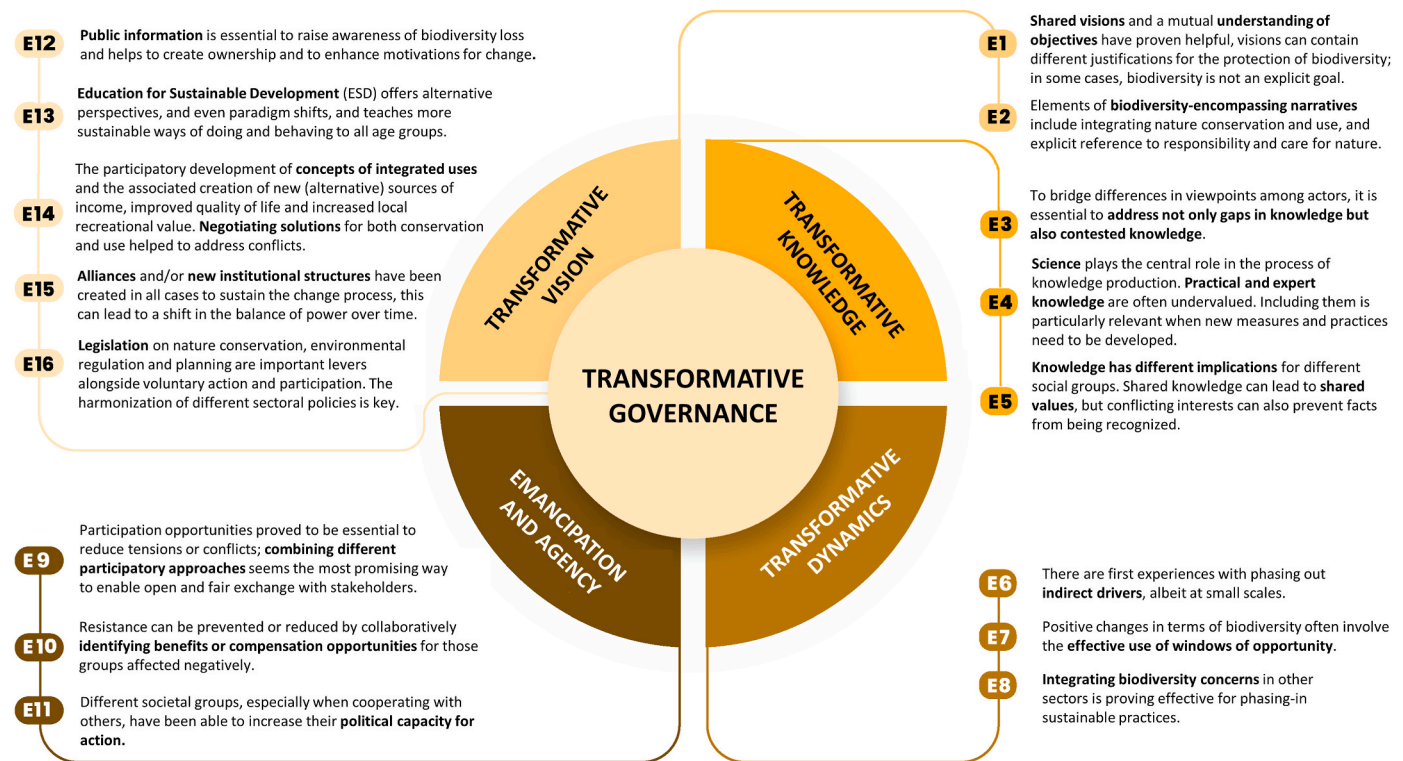 E12
Public information is essential to raise awareness of biodiversity loss
and helps to create ownership and to enhance motivations for change.
E13
Education for Sustainable Development (ESD) offers alternative
perspectives, and even paradigm shifts, and teaches more
sustainable ways of doing and behaving to all age groups.
E14
The participatory development of concepts of integrated uses
and the associated creation of new (alternative) sources of
income, improved quality of life and increased local
recreational value. Negotiating solutions for both conservation
and use helped to address conflicts.
E15
Alliances and/or new institutional structures have been
created in all cases to sustain the change process, this
can lead to a shift in the balance of power over time.
E16
Legislation on nature conservation, environmental
regulation and planning are important levers
alongside voluntary action and participation. The
harmonization of different sectoral policies is key.
E9
Participation opportunities proved to be essential to
reduce tensions or conflicts; combining different
participatory approaches seems the most promising way
to enable open and fair exchange with stakeholders.
E10
Resistance can be prevented or reduced by collaboratively
identifying benefits or compensation opportunities for those
groups affected negatively.
E11
Different societal groups, especially when cooperating with
others, have been able to increase their political capacity for
action.
TRANSFORMATIVE
VISION
TRANSFORMATIVE
KNOWLEDGE
TRANSFORMATIVE
GOVERNANCE
EMANCIPATION
AND AGENCY
TRANSFORMATIVE
DYNAMICS
E1
Shared visions and a mutual understanding of
objectives have proven helpful, visions can contain
different justifications for the protection of biodiversity;
in some cases, biodiversity is not an explicit goal.
E2
Elements of biodiversity-encompassing narratives
include integrating nature conservation and use, and
explicit reference to responsibility and care for nature.
E3
To bridge differences in viewpoints among actors, it is
essential to address not only gaps in knowledge but
also contested knowledge.
E4
Science plays the central role in the process of
knowledge production. Practical and expert
knowledge are often undervalued. Including them is
particularly relevant when new measures and practices
need to be developed.
E5
Knowledge has different implications for different
social groups. Shared knowledge can lead to shared
values, but conflicting interests can also prevent facts
from being recognized.
E6
There are first experiences with phasing out
indirect drivers, albeit at small scales.
E7
Positive changes in terms of biodiversity often involve
the effective use of windows of opportunity.
E8
Integrating biodiversity concerns in other
sectors is proving effective for phasing-in
sustainable practices.